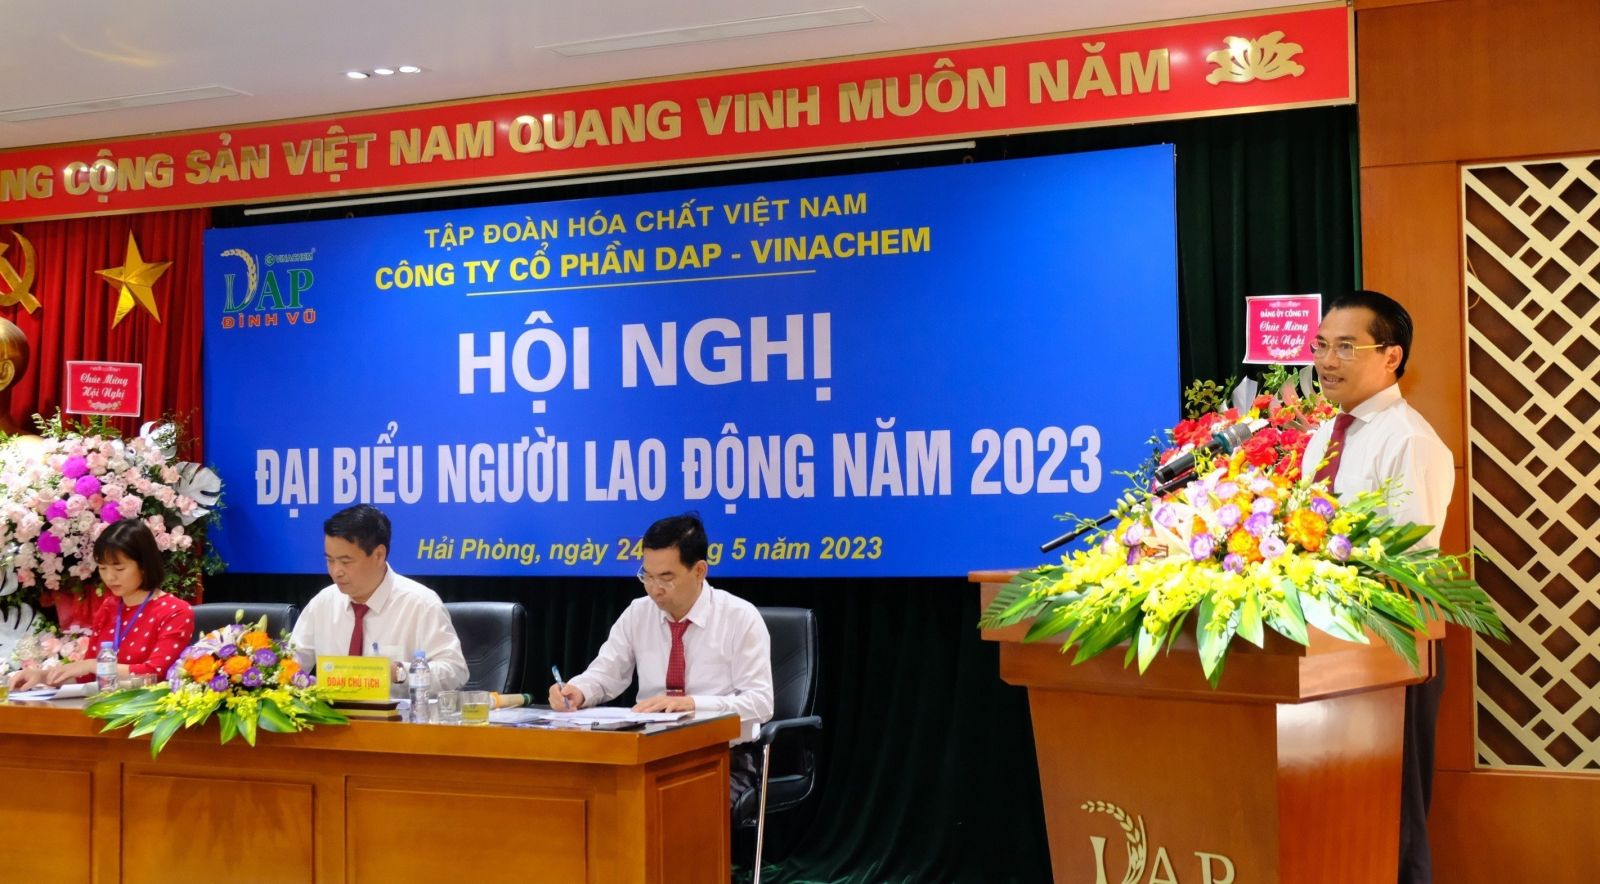 NG CỘNG SẢN VIỆT NAM QUANG VINH MUÔN NĂM
TẬP ĐOÀN HÓA CHẤT VIỆT NAM
CÔNG TY CỔ PHẦN DAP - VINACHEM
VINACHEM
DAP
ĐÌNH VŨ
HỘI NGHỊ
ĐẠI BIỂU NGƯỜI LAO ĐỘNG NĂM 2023
Hải Phòng, ngày 24 g 5 năm 2023
Chúc Mừng
Hội Nghị
ĐẢNG ỦY CÔNG TY
Chúc Mừng
Hội Nghị
ĐOÀN CHỦ TỊCH
DAP